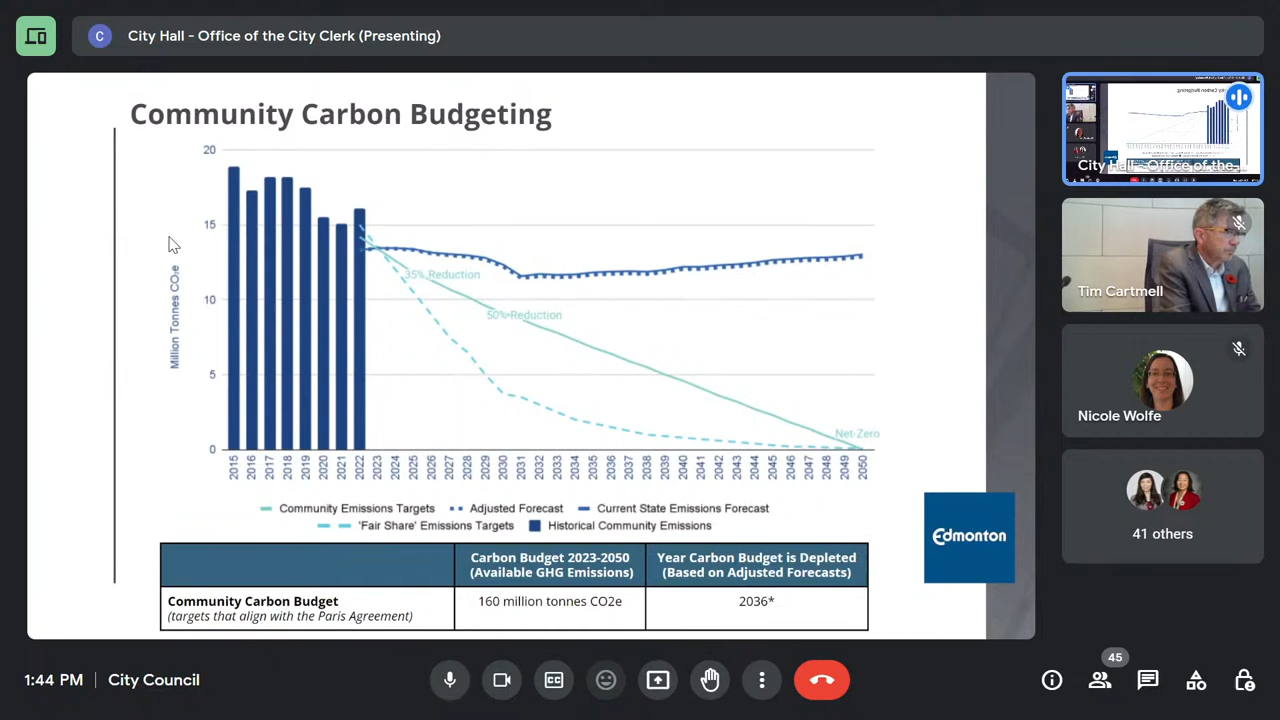 City Hall - Office of the City Clerk (Presenting)
C
Community Carbon Budgeting
20
15
10
5
0
Million Tonnes CO₂e
35% Reduction
50% Reduction
Net-Zero
2015 2016 2017 2018 2019 2020 2021 2022 2023 2024 2025 2026 2027 2028 2029 2030 2031 2032 2033 2034 2035 2036 2037 2038 2039 2040 2041 2042 2043 2044 2045 2046 2047 2048 2049 2050
Community Emissions Targets Adjusted Forecast Current State Emissions Forecast
'Fair Share' Emissions Targets Historical Community Emissions
Carbon Budget 2023-2050 Year Carbon Budget is Depleted
(Available GHG Emissions) (Based on Adjusted Forecasts)
Community Carbon Budget 160 million tonnes CO2e 2036*
(targets that align with the Paris Agreement)
Edmonton
City Hall - Office of the ...
Tim Cartmell
Nicole Wolfe
41 others
1:44 PM City Council
CC
45